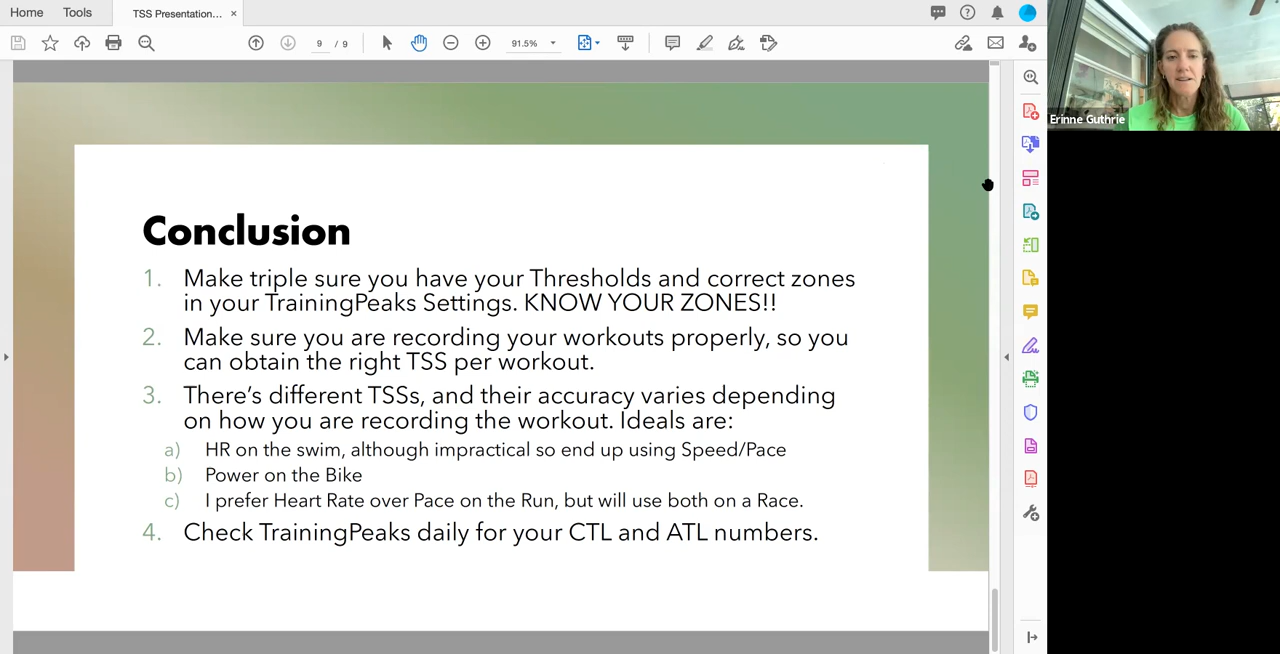 Home
Tools
TSS Presentation...
×
9 / 9
91.5%
Erinne Guthrie
Conclusion
1. Make triple sure you have your Thresholds and correct zones
in your TrainingPeaks Settings. KNOW YOUR ZONES!!
2. Make sure you are recording your workouts properly, so you
can obtain the right TSS per workout.
3. There's different TSSs, and their accuracy varies depending
on how you are recording the workout. Ideals are:
a) HR on the swim, although impractical so end up using Speed/Pace
b) Power on the Bike
c) I prefer Heart Rate over Pace on the Run, but will use both on a Race.
4. Check TrainingPeaks daily for your CTL and ATL numbers.